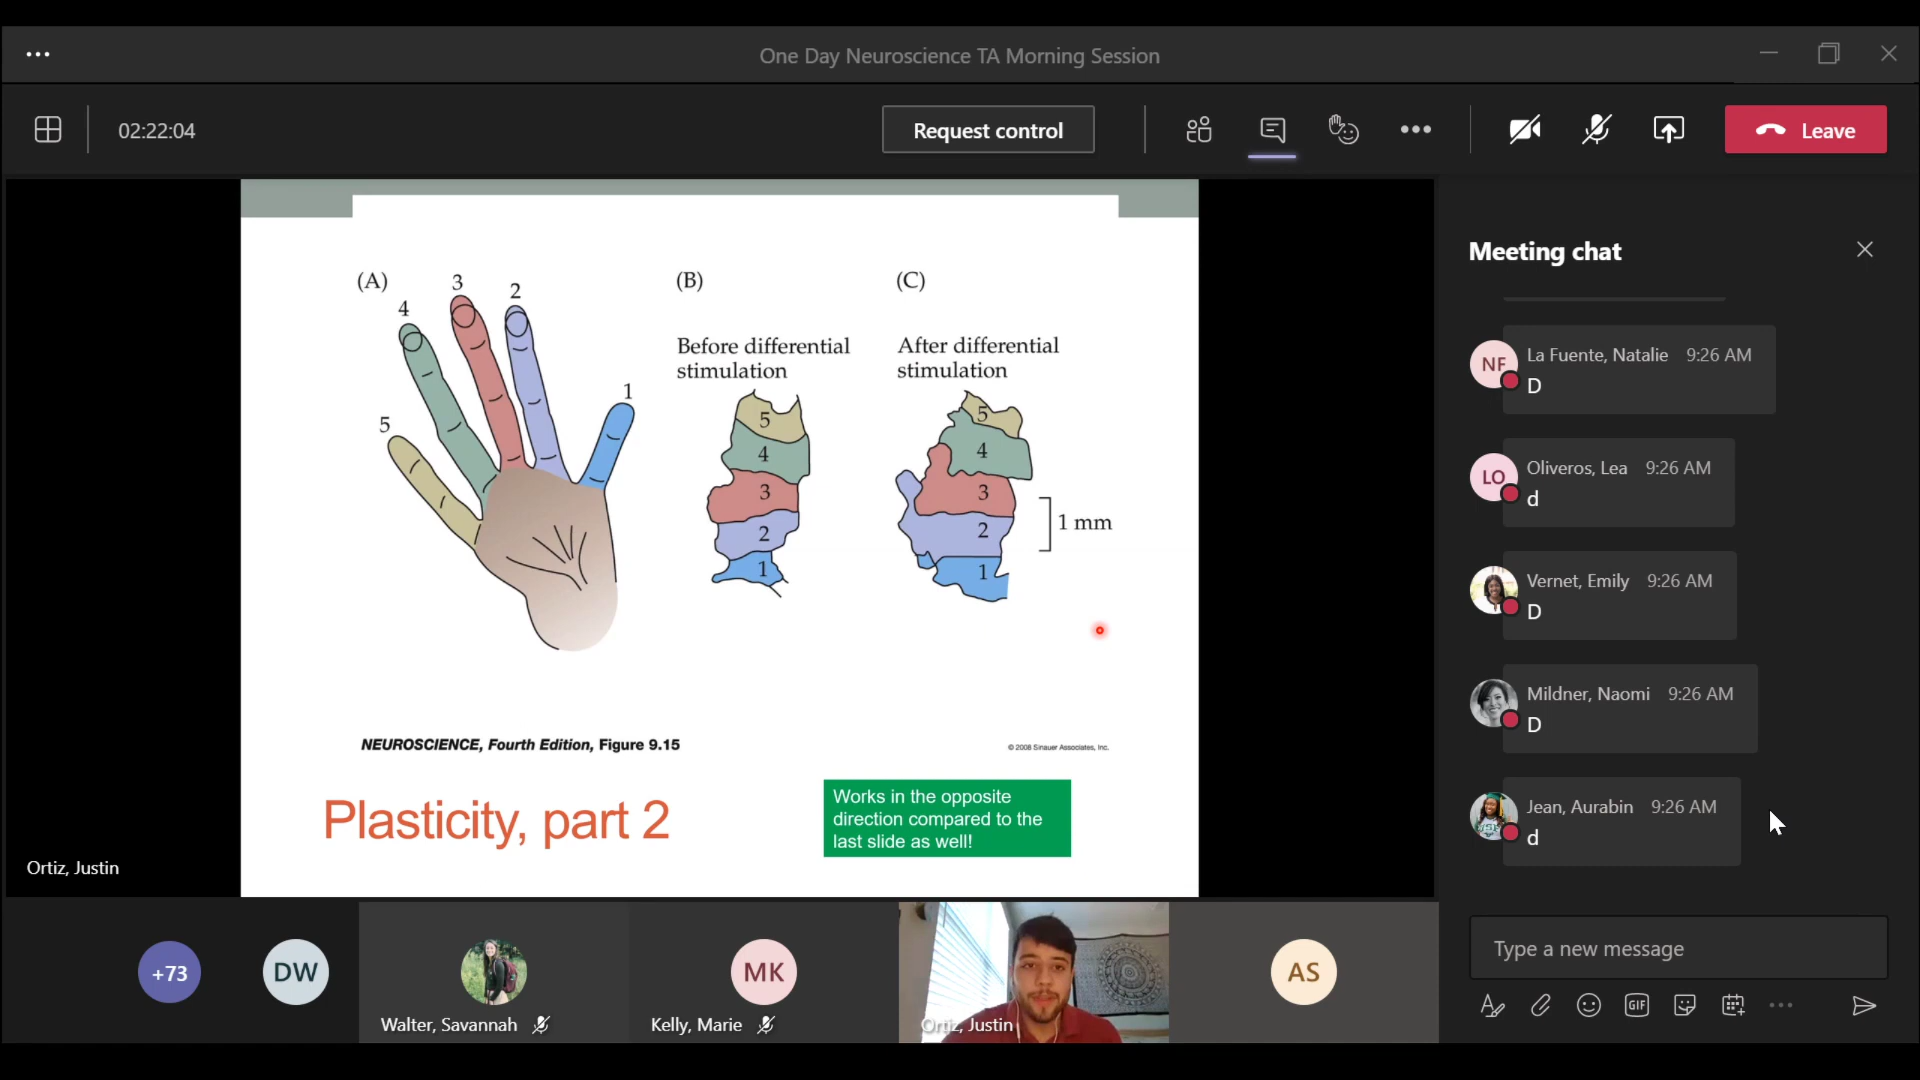 One Day Neuroscience TA Morning Session
02:22:04
Request control
Leave
(A)
(B)
(C)
3
2
4
1
5
Before differential
stimulation
After differential
stimulation
5
4
3
2
1
5
4
3
2
1
1 mm
NEUROSCIENCE, Fourth Edition, Figure 9.15
© 2008 Sinauer Associates, Inc.
Plasticity, part 2
Works in the opposite
direction compared to the
last slide as well!
Ortiz, Justin
+73
DW
Walter, Savannah
MK
Kelly, Marie
Ortiz, Justin
AS
Meeting chat
NF
La Fuente, Natalie 9:26 AM
D
LO
Oliveros, Lea 9:26 AM
d
Vernet, Emily 9:26 AM
D
Mildner, Naomi 9:26 AM
D
Jean, Aurabin 9:26 AM
d
Type a new message
GIF